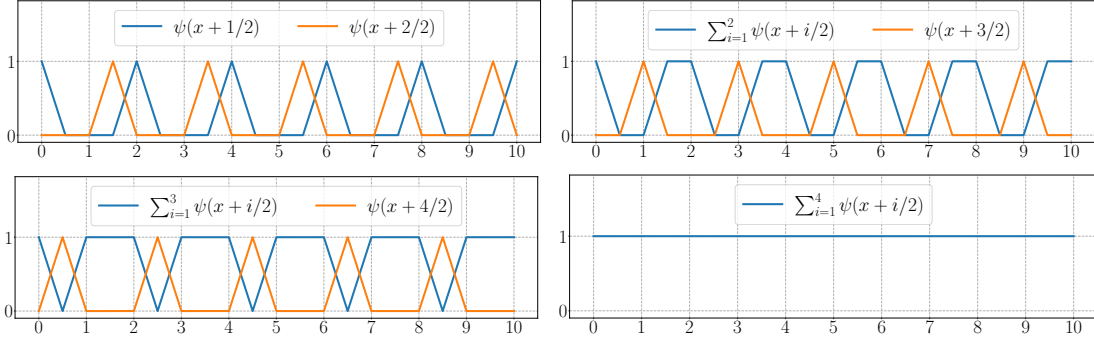 ψ(x + 1/2) ψ(x + 2/2)
1
0
0 1 2 3 4 5 6 7 8 9 10
∑_{i=1}^{2} ψ(x + i/2) ψ(x + 3/2)
1
0
0 1 2 3 4 5 6 7 8 9 10
∑_{i=1}^{3} ψ(x + i/2) ψ(x + 4/2)
1
0
0 1 2 3 4 5 6 7 8 9 10
∑_{i=1}^{4} ψ(x + i/2)
1
0
0 1 2 3 4 5 6 7 8 9 10